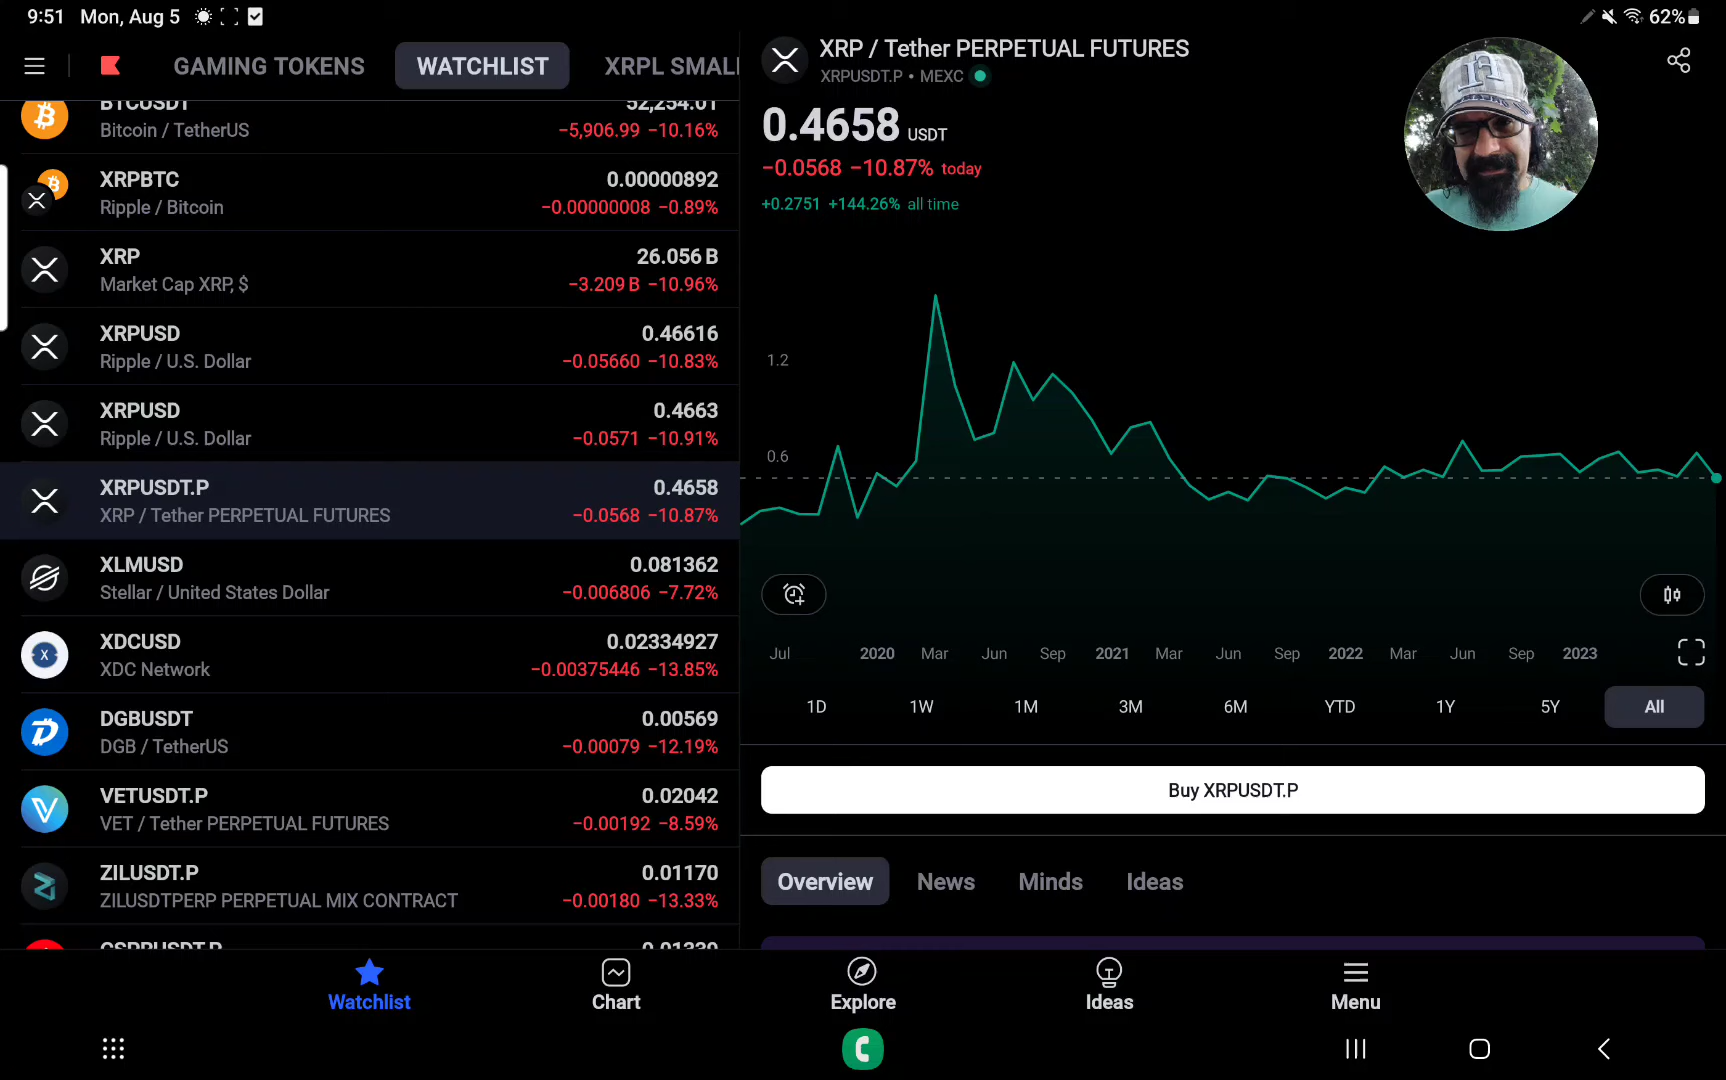 9:51 Mon, Aug 5
62%
GAMING TOKENS
WATCHLIST
XRPL SMAL
BTCUSDT
52,254.01
Bitcoin / TetherUS
−5,906.99 −10.16%
XRPBTC
0.00000892
Ripple / Bitcoin
−0.00000008 −0.89%
XRP
26.056 B
Market Cap XRP, $
−3.209 B −10.96%
XRPUSD
0.46616
Ripple / U.S. Dollar
−0.05660 −10.83%
XRPUSD
0.4663
Ripple / U.S. Dollar
−0.0571 −10.91%
XRPUSDT.P
0.4658
XRP / Tether PERPETUAL FUTURES
−0.0568 −10.87%
XLMUSD
0.081362
Stellar / United States Dollar
−0.006806 −7.72%
XDCUSD
0.02334927
XDC Network
−0.00375446 −13.85%
DGBUSDT
0.00569
DGB / TetherUS
−0.00079 −12.19%
VETUSDT.P
0.02042
VET / Tether PERPETUAL FUTURES
−0.00192 −8.59%
ZILUSDT.P
0.01170
ZILUSDTPERP PERPETUAL MIX CONTRACT
−0.00180 −13.33%
XRP / Tether PERPETUAL FUTURES
XRPUSDT.P • MEXC
0.4658 USDT
−0.0568 −10.87% today
+0.2751 +144.26% all time
1.2
0.6
Jul 2020 Mar Jun Sep 2021 Mar Jun Sep 2022 Mar Jun Sep 2023
1D 1W 1M 3M 6M YTD 1Y 5Y All
Buy XRPUSDT.P
Overview News Minds Ideas
Watchlist Chart Explore Ideas Menu